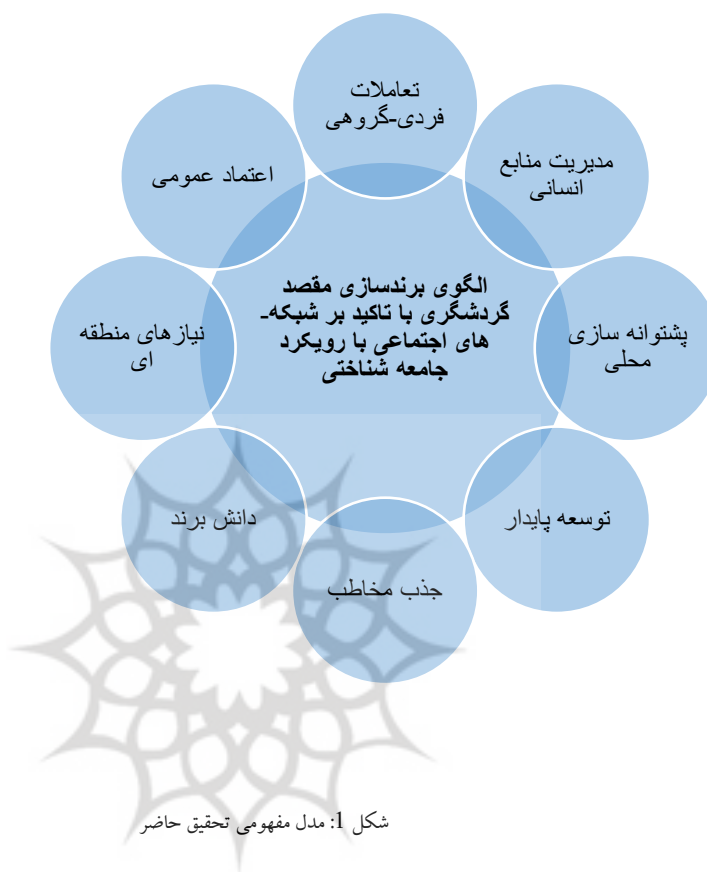 تعاملات
فردی-گروهی
مدیریت منابع
انسانی
پشتوانه سازی
محلی
توسعه پایدار
جذب مخاطب
دانش برند
نیازهای منطقه
ای
اعتماد عمومی
الگوی برندسازی مقصد
گردشگری با تاکید بر شبکه-
های اجتماعی با رویکرد
جامعه شناختی
شکل 1: مدل مفهومی تحقیق حاضر